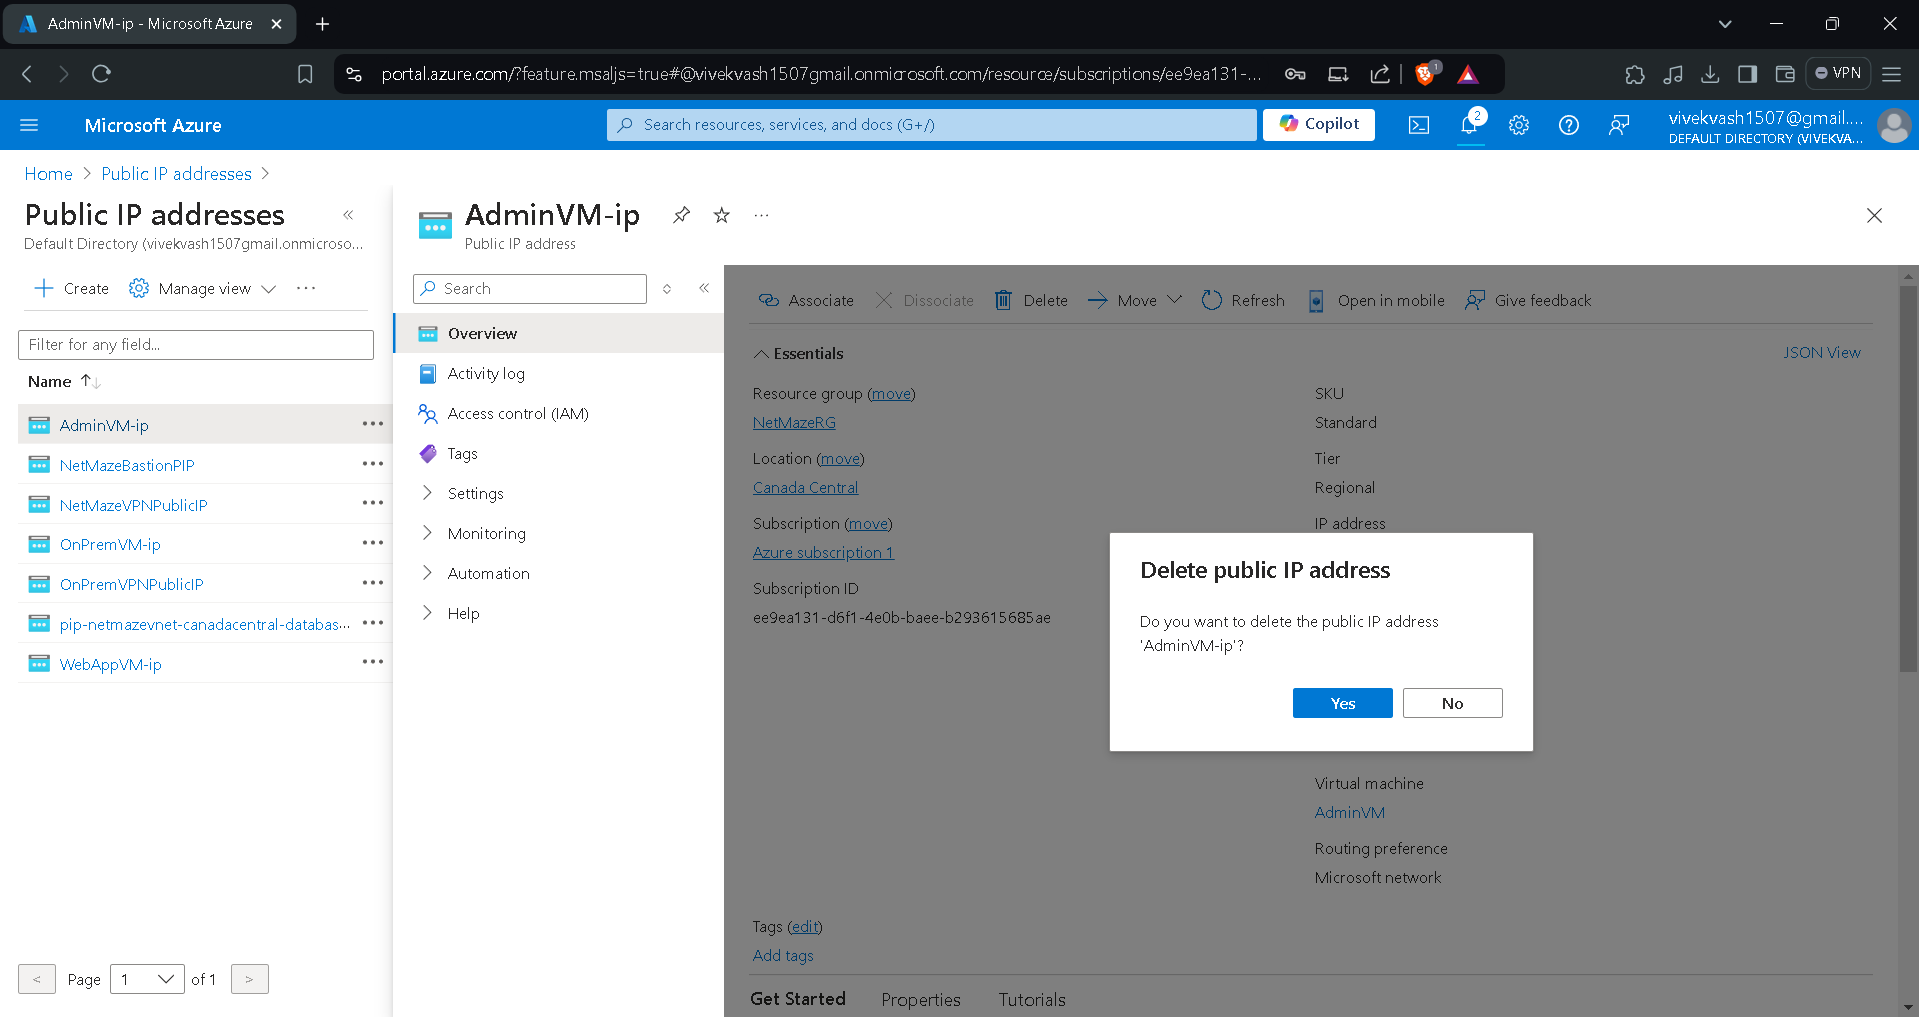 AdminVM-ip - Microsoft Azure
portal.azure.com/?feature.msaljs=true#@vivekvash1507gmail.onmicrosoft.com/resource/subscriptions/ee9ea131-...
1
VPN
Microsoft Azure
Search resources, services, and docs (G+/)
Copilot
2
vivekvash1507@gmail....
DEFAULT DIRECTORY (VIVEKVA...
Home > Public IP addresses >
Public IP addresses
Default Directory (vivekvash1507gmail.onmicroso...
Create
Manage view
...
Filter for any field...
Name
AdminVM-ip
NetMazeBastionPIP
NetMazeVPNPublicIP
OnPremVM-ip
OnPremVPNPublicIP
pip-netmazevnet-canadacentral-databas...
WebAppVM-ip
< Page 1 of 1 >
AdminVM-ip
Public IP address
Search
Overview
Activity log
Access control (IAM)
Tags
Settings
Monitoring
Automation
Help
Associate
Dissociate
Delete
Move
Refresh
Open in mobile
Give feedback
Essentials
JSON View
Resource group (move)
NetMazeRG
Location (move)
Canada Central
Subscription (move)
Azure subscription 1
Subscription ID
ee9ea131-d6f1-4e0b-baee-b293615685ae
SKU
Standard
Tier
Regional
IP address
Delete public IP address
Do you want to delete the public IP address
'AdminVM-ip'?
Yes
No
Virtual machine
AdminVM
Routing preference
Microsoft network
Tags (edit)
Add tags
Get Started
Properties
Tutorials